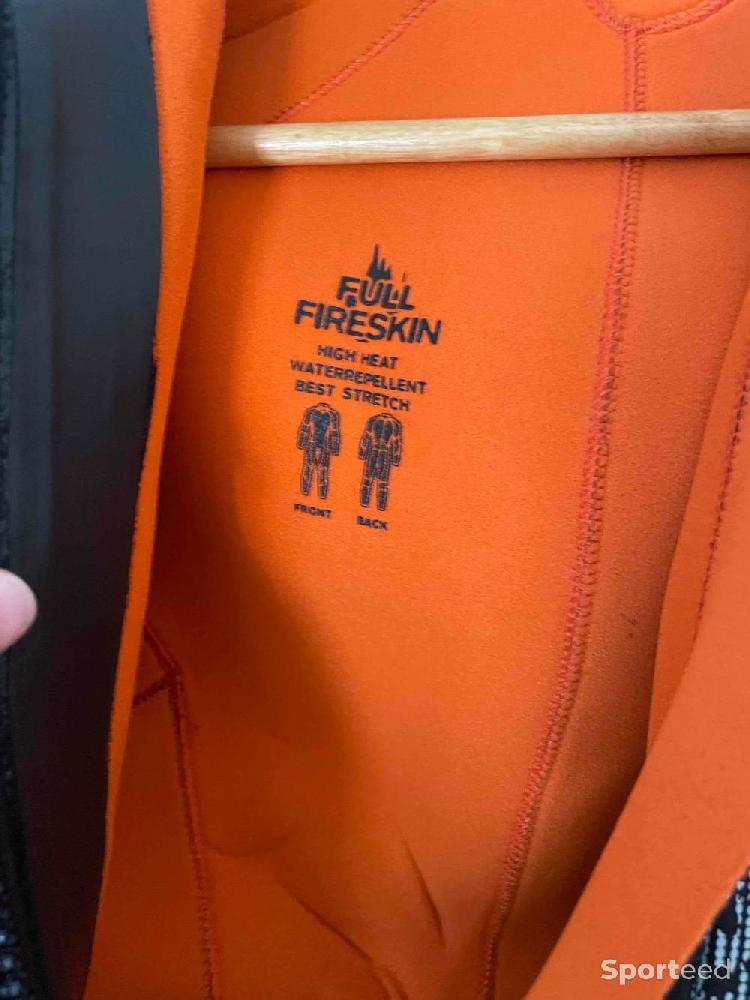 FULL
FIRESKIN
HIGH HEAT
WATERREPELLENT
BEST STRETCH
FRONT BACK
Sporteed